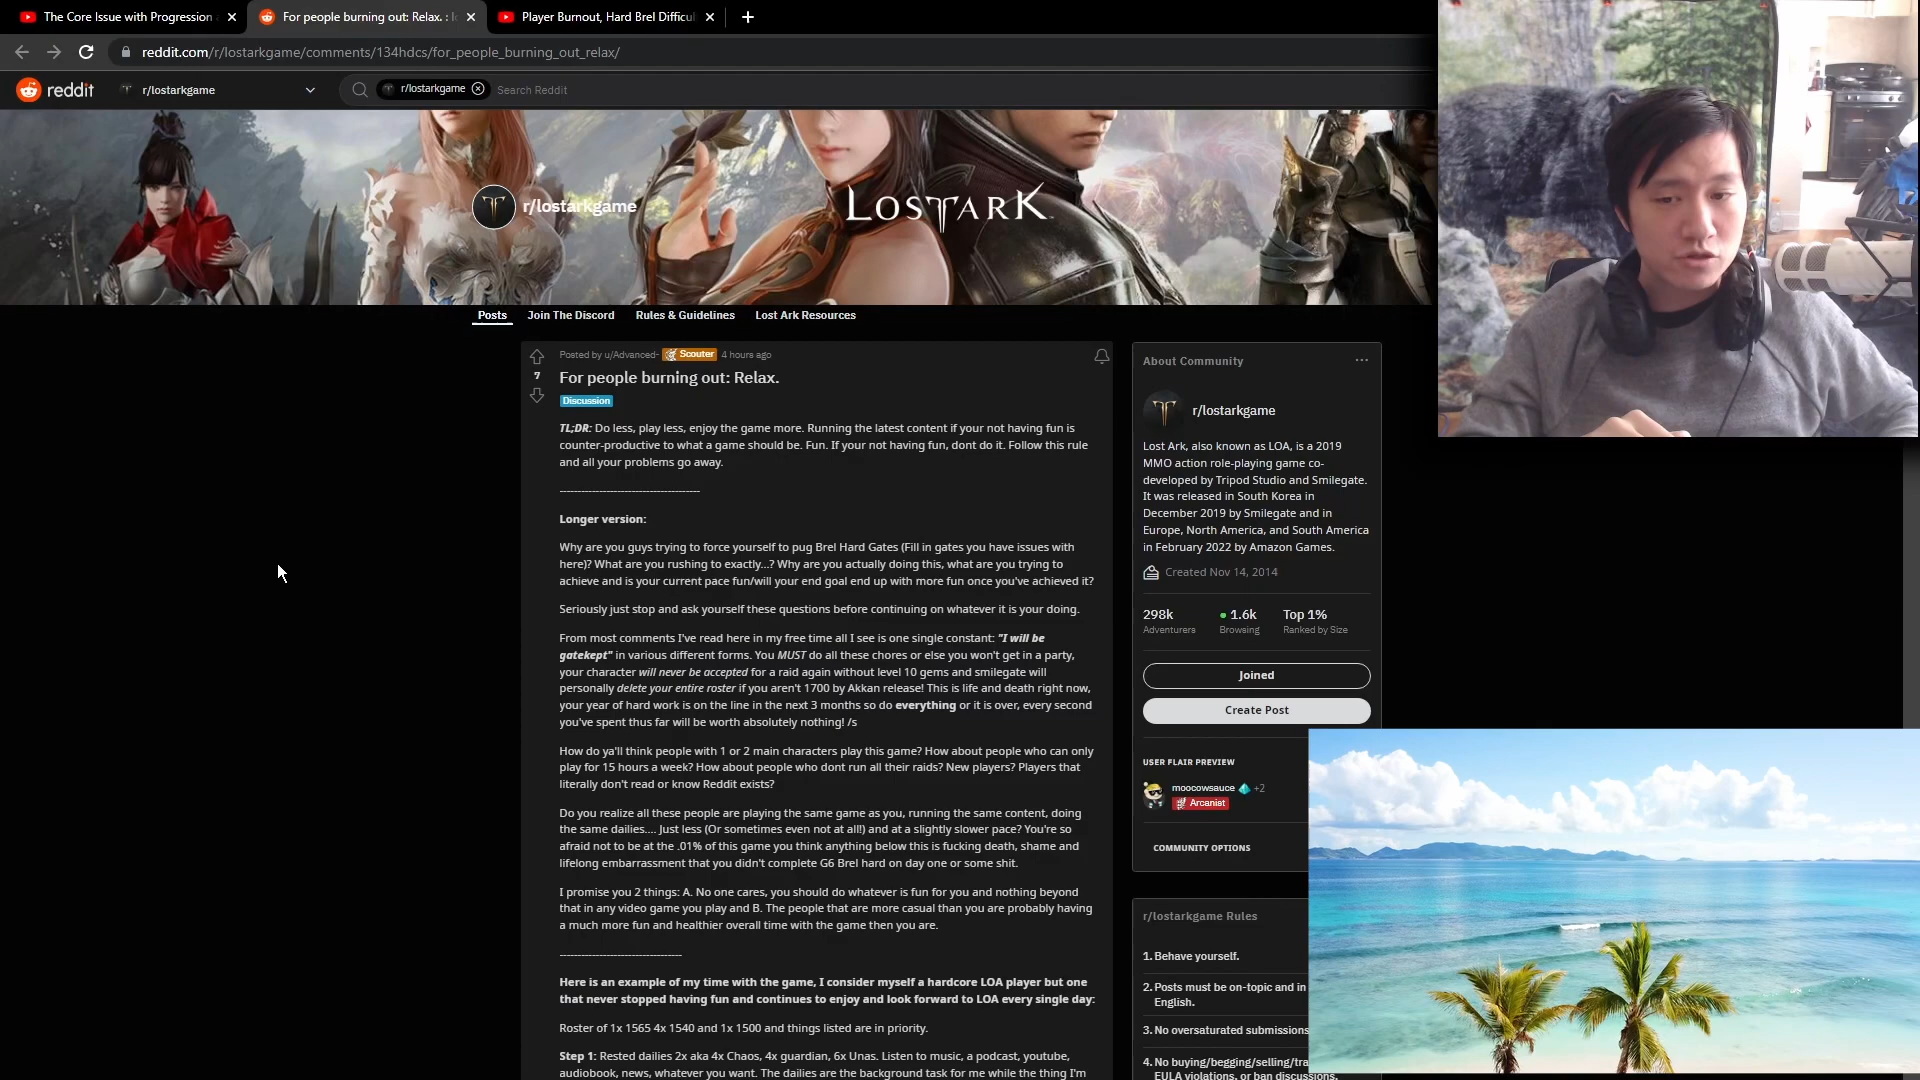 The Core Issue with Progression
For people burning out: Relax. : lo
Player Burnout, Hard Brel Difficul
reddit.com/r/lostarkgame/comments/134hdcs/for_people_burning_out_relax/
reddit
r/lostarkgame
r/lostarkgame
Search Reddit
r/lostarkgame
LOSTARK
Posts
Join The Discord
Rules & Guidelines
Lost Ark Resources
Posted by u/Advanced- Scouter 4 hours ago
7
For people burning out: Relax.
Discussion
TL;DR: Do less, play less, enjoy the game more. Running the latest content if your not having fun is
counter-productive to what a game should be. Fun. If your not having fun, dont do it. Follow this rule
and all your problems go away.
---------------------------------------
Longer version:
Why are you guys trying to force yourself to pug Brel Hard Gates (Fill in gates you have issues with
here)? What are you rushing to exactly...? Why are you actually doing this, what are you trying to
achieve and is your current pace fun/will your end goal end up with more fun once you've achieved it?
Seriously just stop and ask yourself these questions before continuing on whatever it is your doing.
From most comments I've read here in my free time all I see is one single constant: "I will be
gatekept" in various different forms. You MUST do all these chores or else you won't get in a party,
your character will never be accepted for a raid again without level 10 gems and smilegate will
personally delete your entire roster if you aren't 1700 by Akkan release! This is life and death right now,
your year of hard work is on the line in the next 3 months so do everything or it is over, every second
you've spent thus far will be worth absolutely nothing! /s
How do ya'll think people with 1 or 2 main characters play this game? How about people who can only
play for 15 hours a week? How about people who dont run all their raids? New players? Players that
literally don't read or know Reddit exists?
Do you realize all these people are playing the same game as you, running the same content, doing
the same dailies.... Just less (Or sometimes even not at all!) and at a slightly slower pace? You're so
afraid not to be at the .01% of this game you think anything below this is fucking death, shame and
lifelong embarrassment that you didn't complete G6 Brel hard on day one or some shit.
I promise you 2 things: A. No one cares, you should do whatever is fun for you and nothing beyond
that in any video game you play and B. The people that are more casual than you are probably having
a much more fun and healthier overall time with the game then you are.
----------------------------------
Here is an example of my time with the game, I consider myself a hardcore LOA player but one
that never stopped having fun and continues to enjoy and look forward to LOA every single day:
Roster of 1x 1565 4x 1540 and 1x 1500 and things listed are in priority.
Step 1: Rested dailies 2x aka 4x Chaos, 4x guardian, 6x Unas. Listen to music, a podcast, youtube,
audiobook, news, whatever you want. The dailies are the background task for me while the thing I'm
About Community
r/lostarkgame
Lost Ark, also known as LOA, is a 2019
MMO action role-playing game co-
developed by Tripod Studio and Smilegate.
It was released in South Korea in
December 2019 by Smilegate and in
Europe, North America, and South America
in February 2022 by Amazon Games.
Created Nov 14, 2014
298k
1.6k
Top 1%
Adventurers
Browsing
Ranked by Size
Joined
Create Post
USER FLAIR PREVIEW
moocowsauce +2
Arcanist
COMMUNITY OPTIONS
r/lostarkgame Rules
1. Behave yourself.
2. Posts must be on-topic and in
English.
3. No oversaturated submissions
4. No buying/begging/selling/tra
EULA violations, or ban discussions.